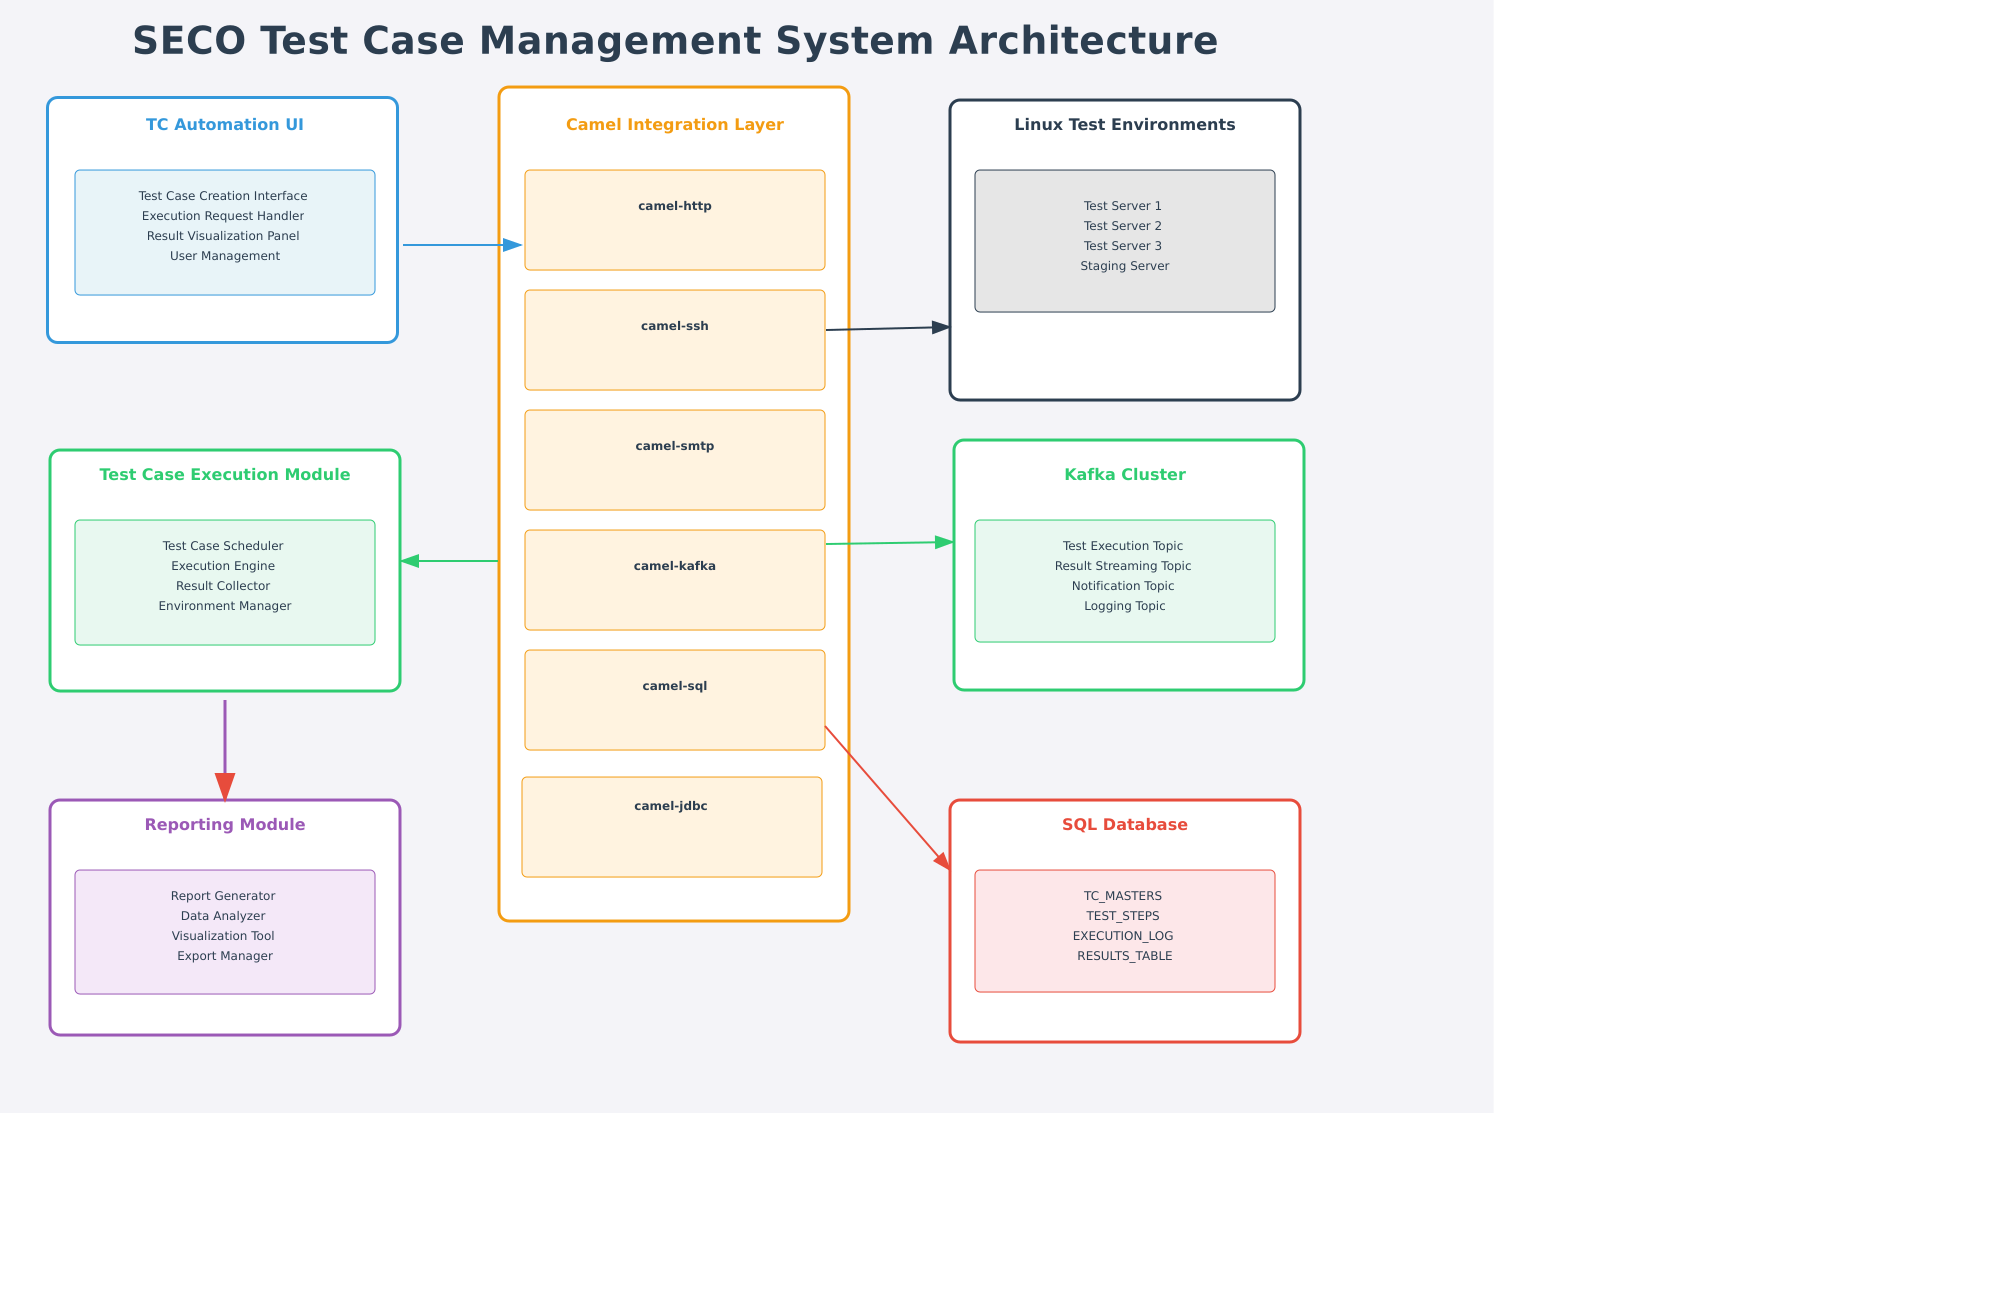 SECO Test Case Management System Architecture
TC Automation UI
Test Case Creation Interface
Execution Request Handler
Result Visualization Panel
User Management
Camel Integration Layer
camel-http
camel-ssh
camel-smtp
camel-kafka
camel-sql
camel-jdbc
Linux Test Environments
Test Server 1
Test Server 2
Test Server 3
Staging Server
Test Case Execution Module
Test Case Scheduler
Execution Engine
Result Collector
Environment Manager
Kafka Cluster
Test Execution Topic
Result Streaming Topic
Notification Topic
Logging Topic
Reporting Module
Report Generator
Data Analyzer
Visualization Tool
Export Manager
SQL Database
TC_MASTERS
TEST_STEPS
EXECUTION_LOG
RESULTS_TABLE